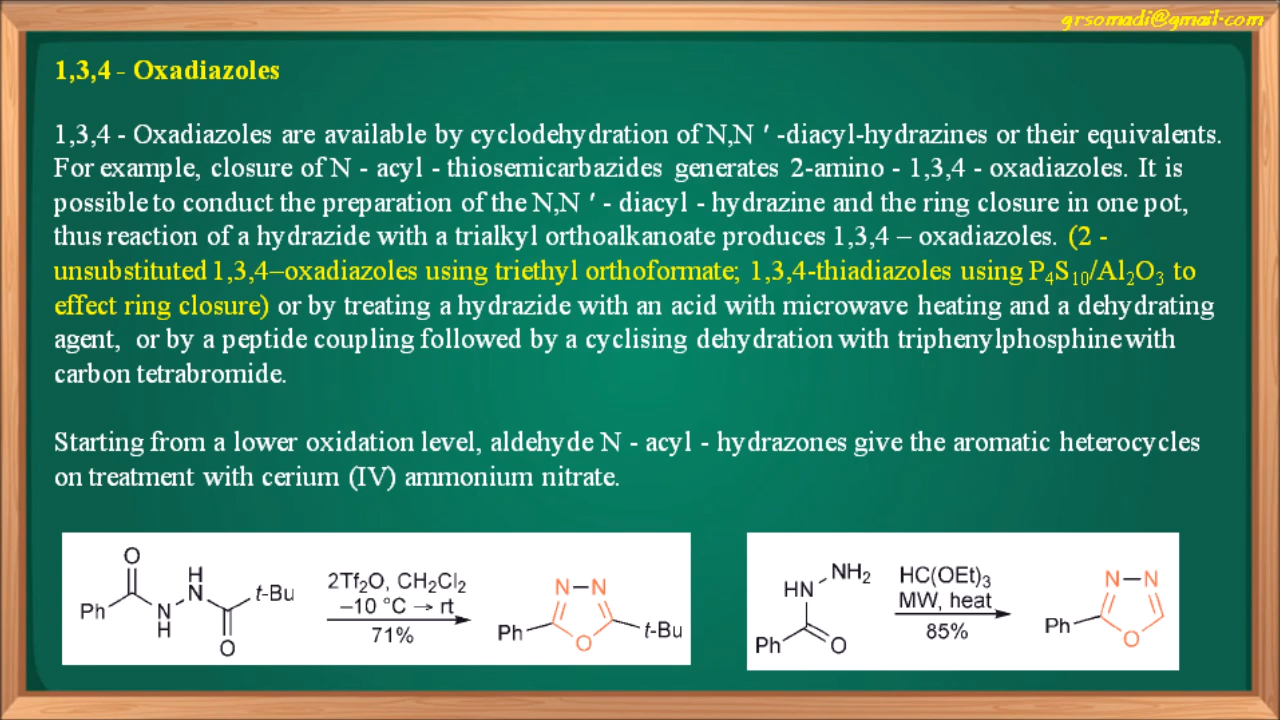 grsomadi@gmail.com
1,3,4 - Oxadiazoles
1,3,4 - Oxadiazoles are available by cyclodehydration of N,N ′ -diacyl-hydrazines or their equivalents.
For example, closure of N - acyl - thiosemicarbazides generates 2-amino - 1,3,4 - oxadiazoles. It is
possible to conduct the preparation of the N,N ′ - diacyl - hydrazine and the ring closure in one pot,
thus reaction of a hydrazide with a trialkyl orthoalkanoate produces 1,3,4 – oxadiazoles. (2 -
unsubstituted 1,3,4–oxadiazoles using triethyl orthoformate; 1,3,4-thiadiazoles using P₄S₁₀/Al₂O₃ to
effect ring closure) or by treating a hydrazide with an acid with microwave heating and a dehydrating
agent, or by a peptide coupling followed by a cyclising dehydration with triphenylphosphine with
carbon tetrabromide.
Starting from a lower oxidation level, aldehyde N - acyl - hydrazones give the aromatic heterocycles
on treatment with cerium (IV) ammonium nitrate.
O
H
N
t-Bu
Ph
N
H
O
2Tf₂O, CH₂Cl₂
–10 °C → rt
71%
N–N
Ph
O
t-Bu
NH₂
HN
Ph
O
HC(OEt)₃
MW, heat
85%
N–N
Ph
O